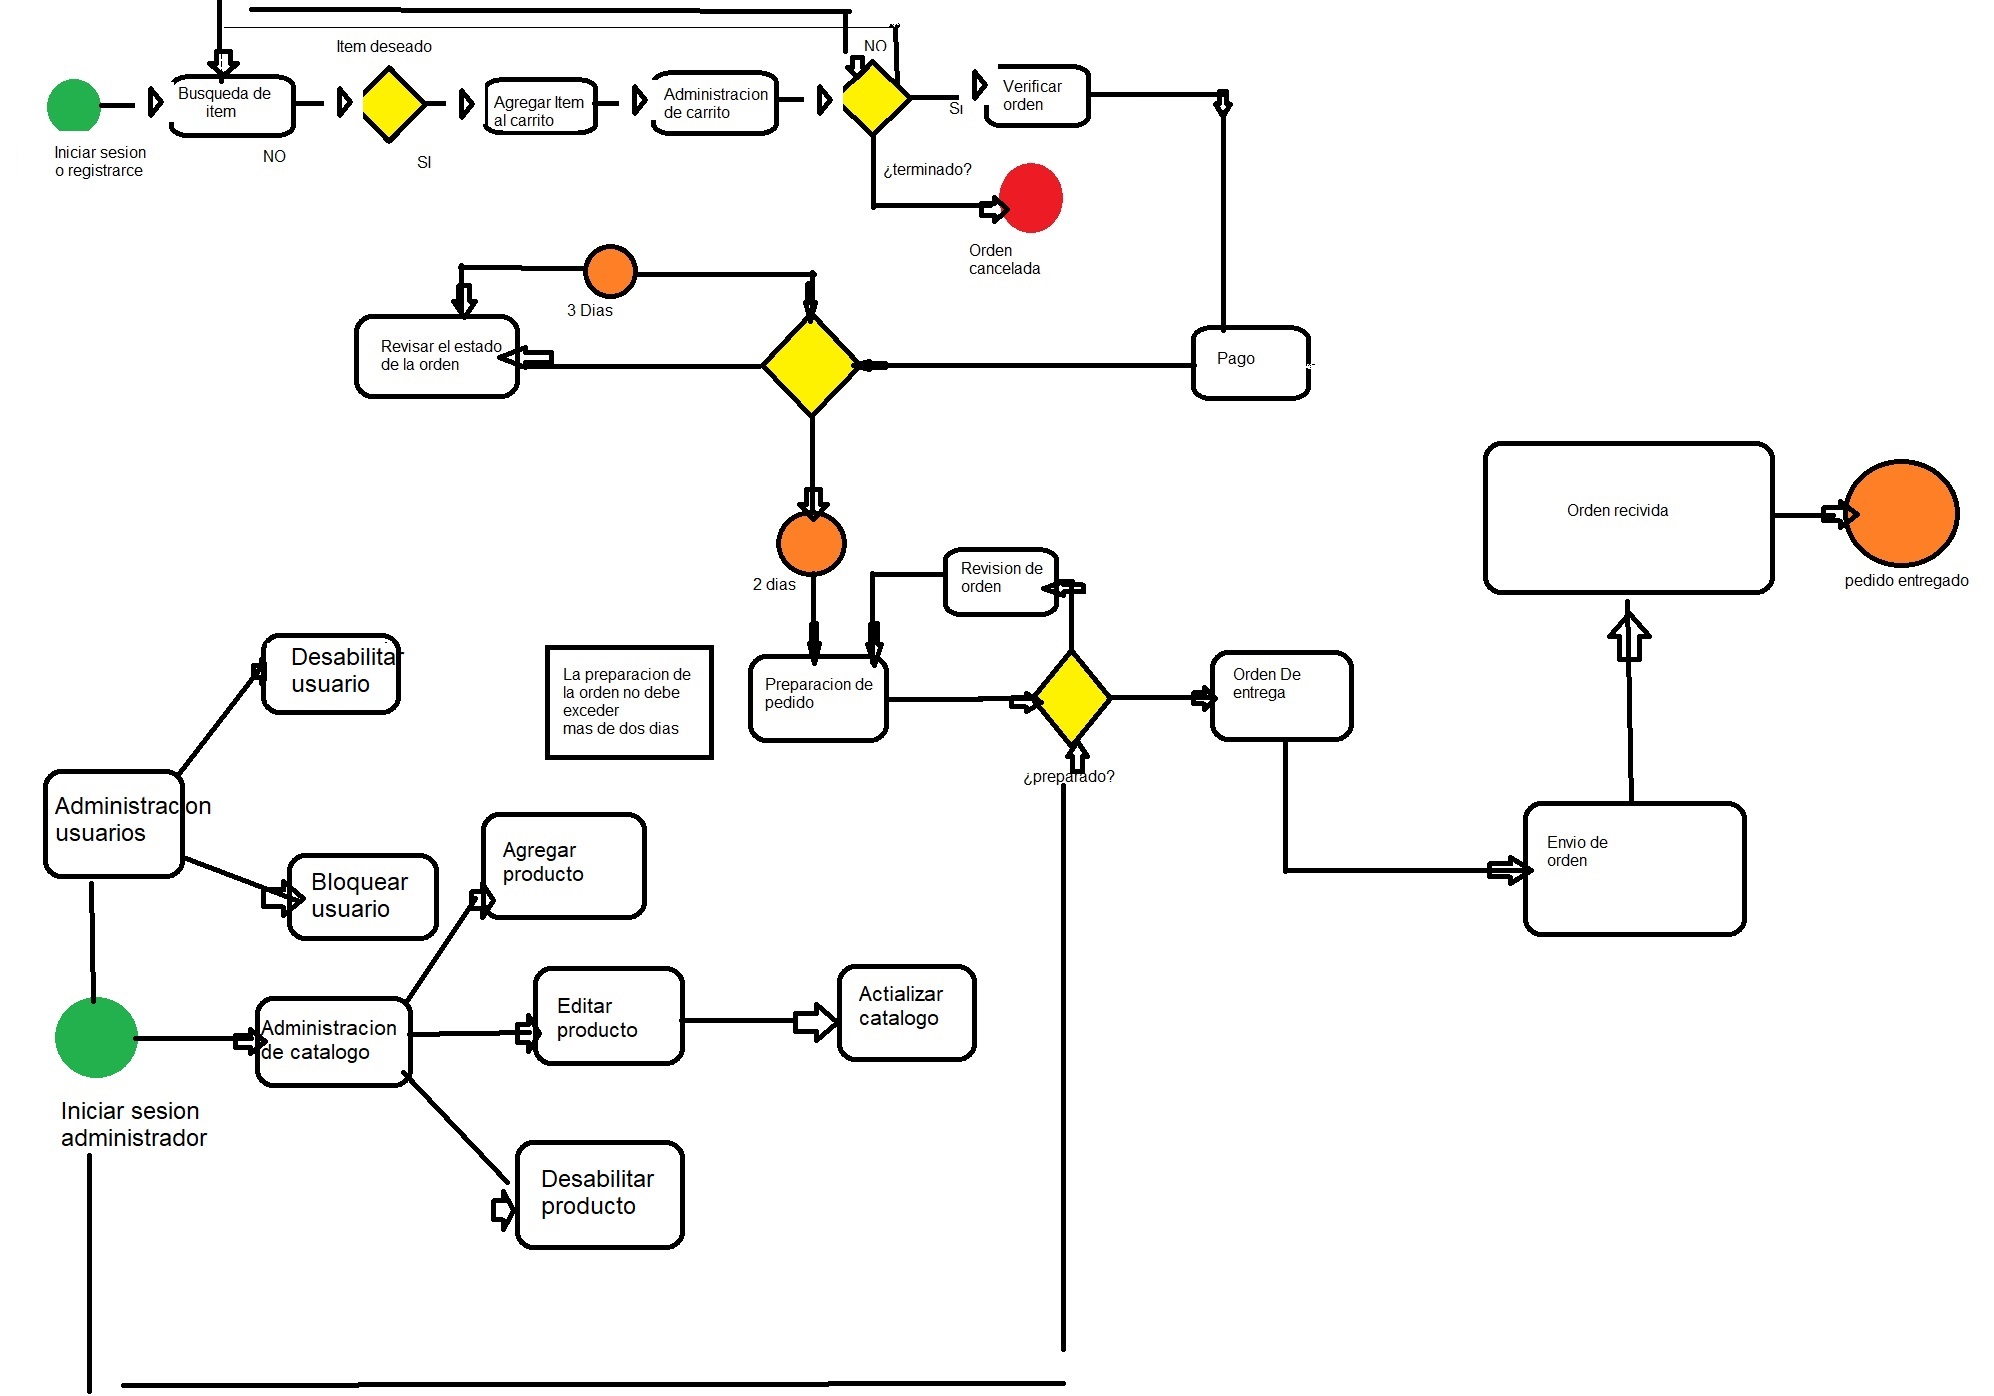 Item deseado
NO
Busqueda de
item
Agregar Item
al carrito
Administracion
de carrito
Verificar
orden
SI
Iniciar sesion
o registrarce
NO
SI
¿terminado?
Orden
cancelada
3 Dias
Revisar el estado
de la orden
Pago
Orden recivida
pedido entregado
2 dias
Revision de
orden
Desabilitar
usuario
La preparacion de
la orden no debe
exceder
mas de dos dias
Preparacion de
pedido
Orden De
entrega
¿preparado?
Administracion
usuarios
Agregar
producto
Envio de
orden
Bloquear
usuario
Editar
producto
Actializar
catalogo
Administracion
de catalogo
Iniciar sesion
administrador
Desabilitar
producto